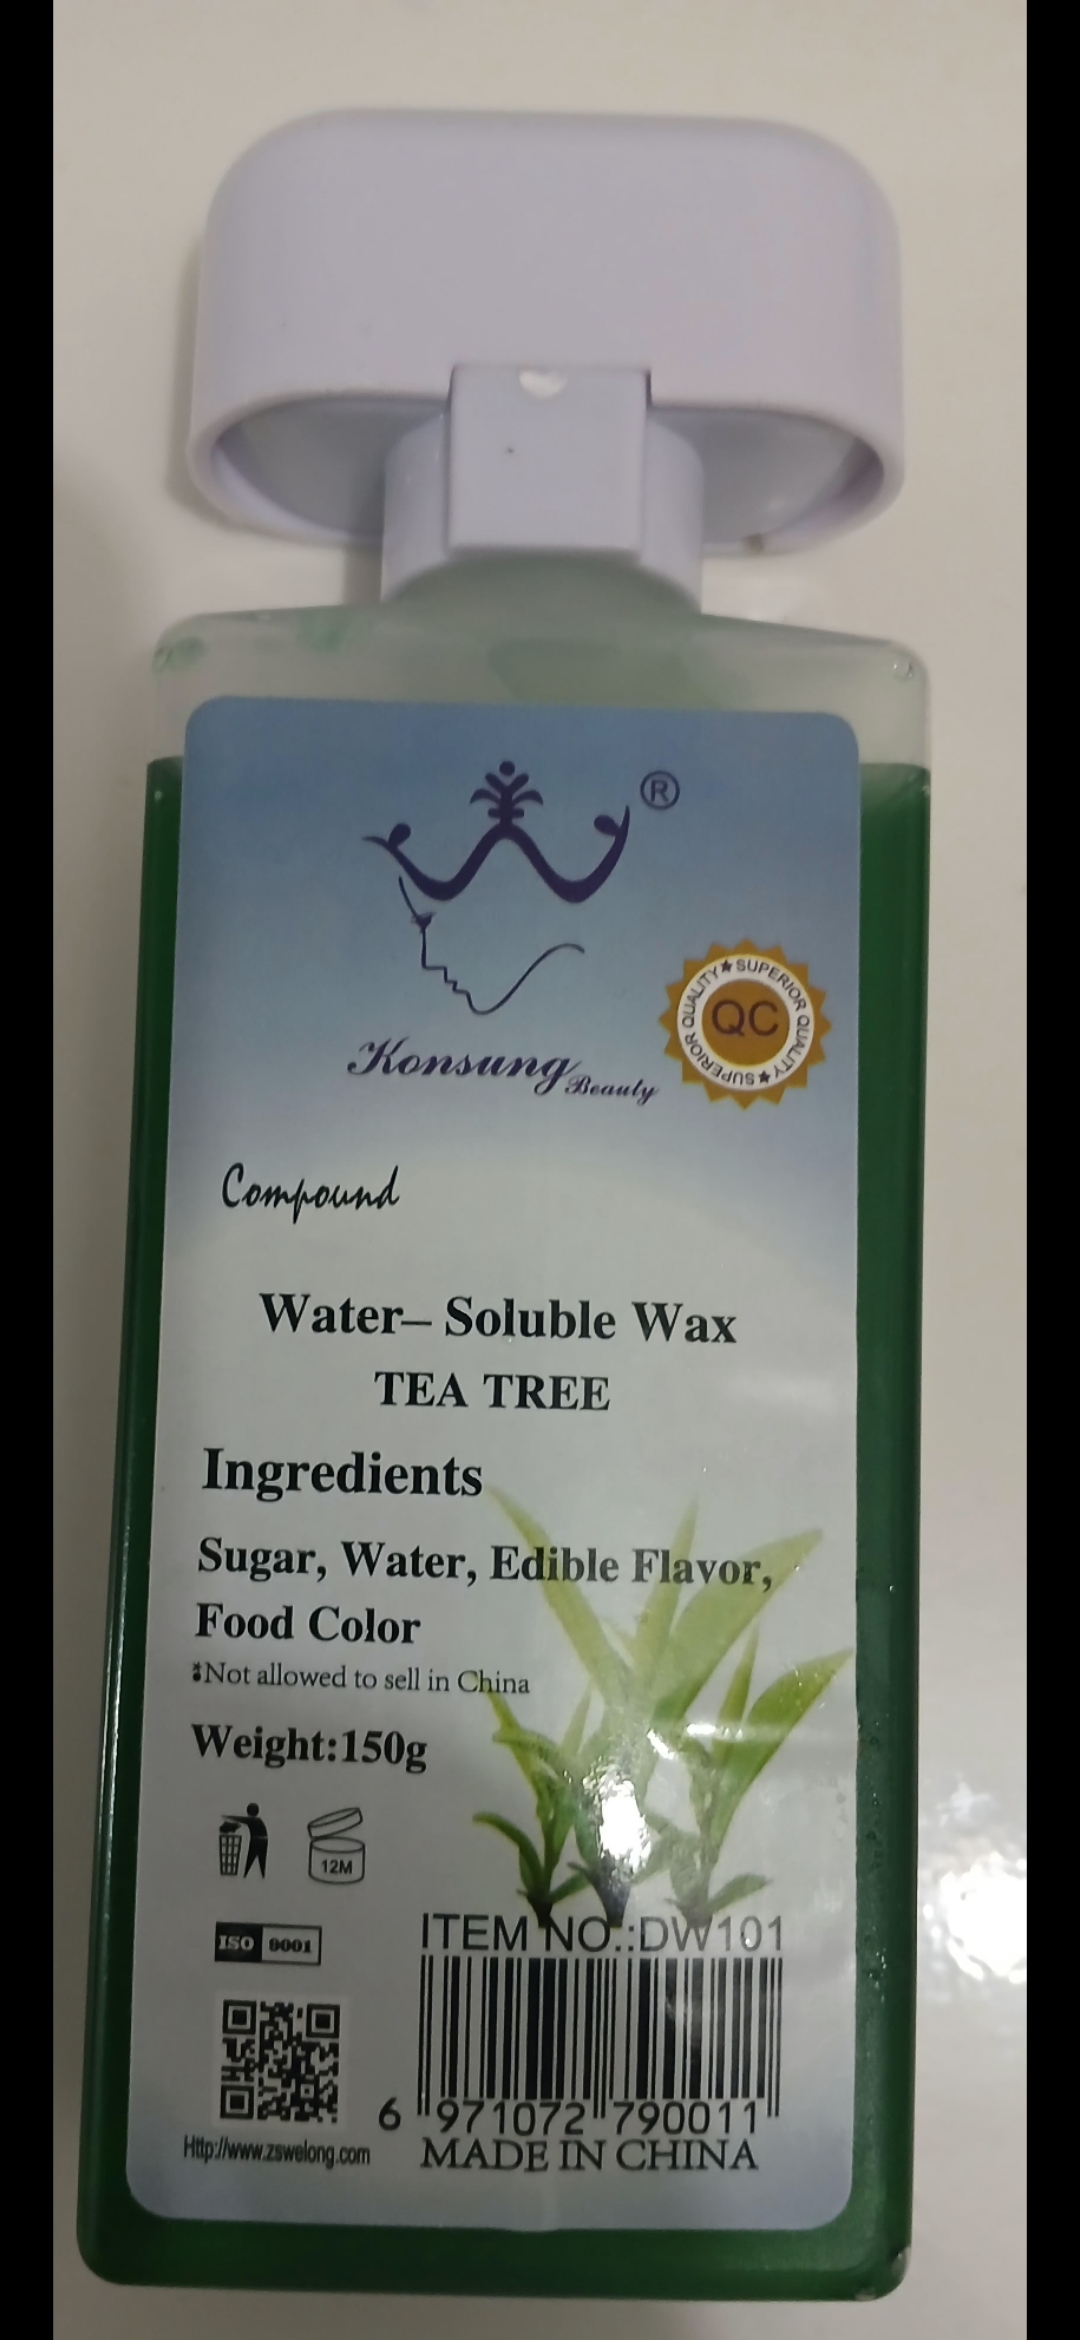 ®
SUPERIOR QUALITY★SUPERIOR QUALITY★
QC
Konsung Beauty
Compound
Water– Soluble Wax
TEA TREE
Ingredients
Sugar, Water, Edible Flavor,
Food Color
*Not allowed to sell in China
Weight:150g
12M
ISO 9001
ITEM NO.:DW101
6 971072 790011
Http://www.zswelong.com
MADE IN CHINA